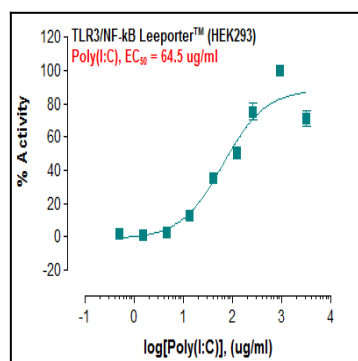 TLR3/NF-kB Leeporter™ (HEK293)
Poly(I:C), EC50 = 64.5 ug/ml
120
100
80
60
40
20
0
-20
% Activity
-1 0 1 2 3 4
log[Poly(I:C)], (ug/ml)